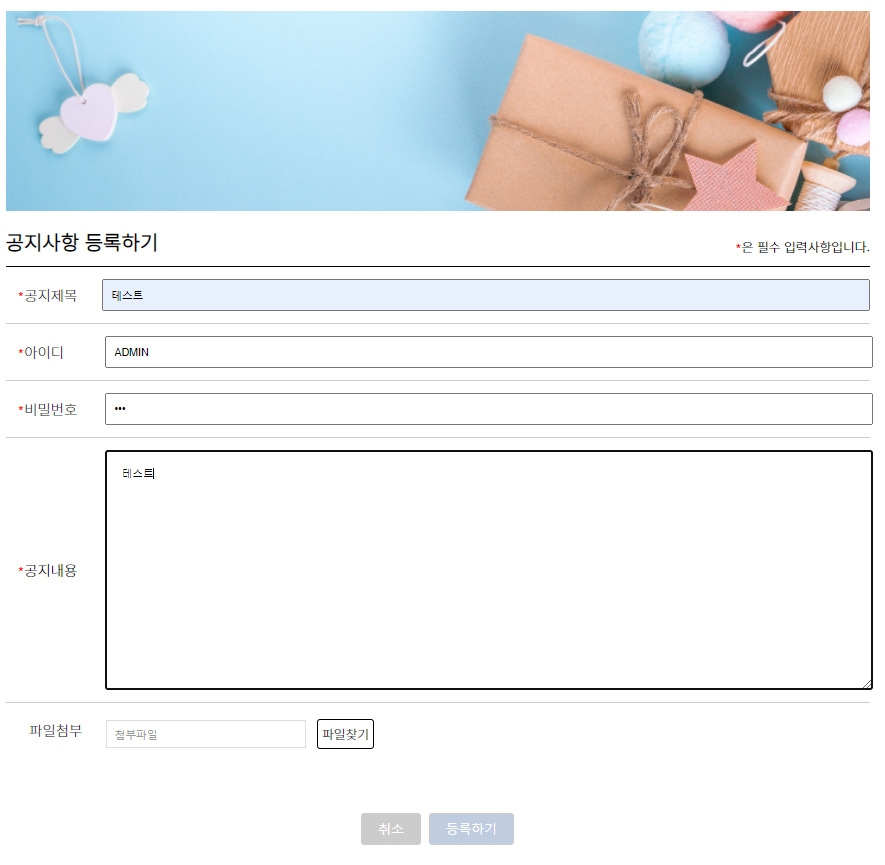 공지사항 등록하기
*은 필수 입력사항입니다.
*공지제목 테스트
*아이디 ADMIN
*비밀번호 •••
*공지내용 테스트
파일첨부 첨부파일 파일찾기
취소 등록하기